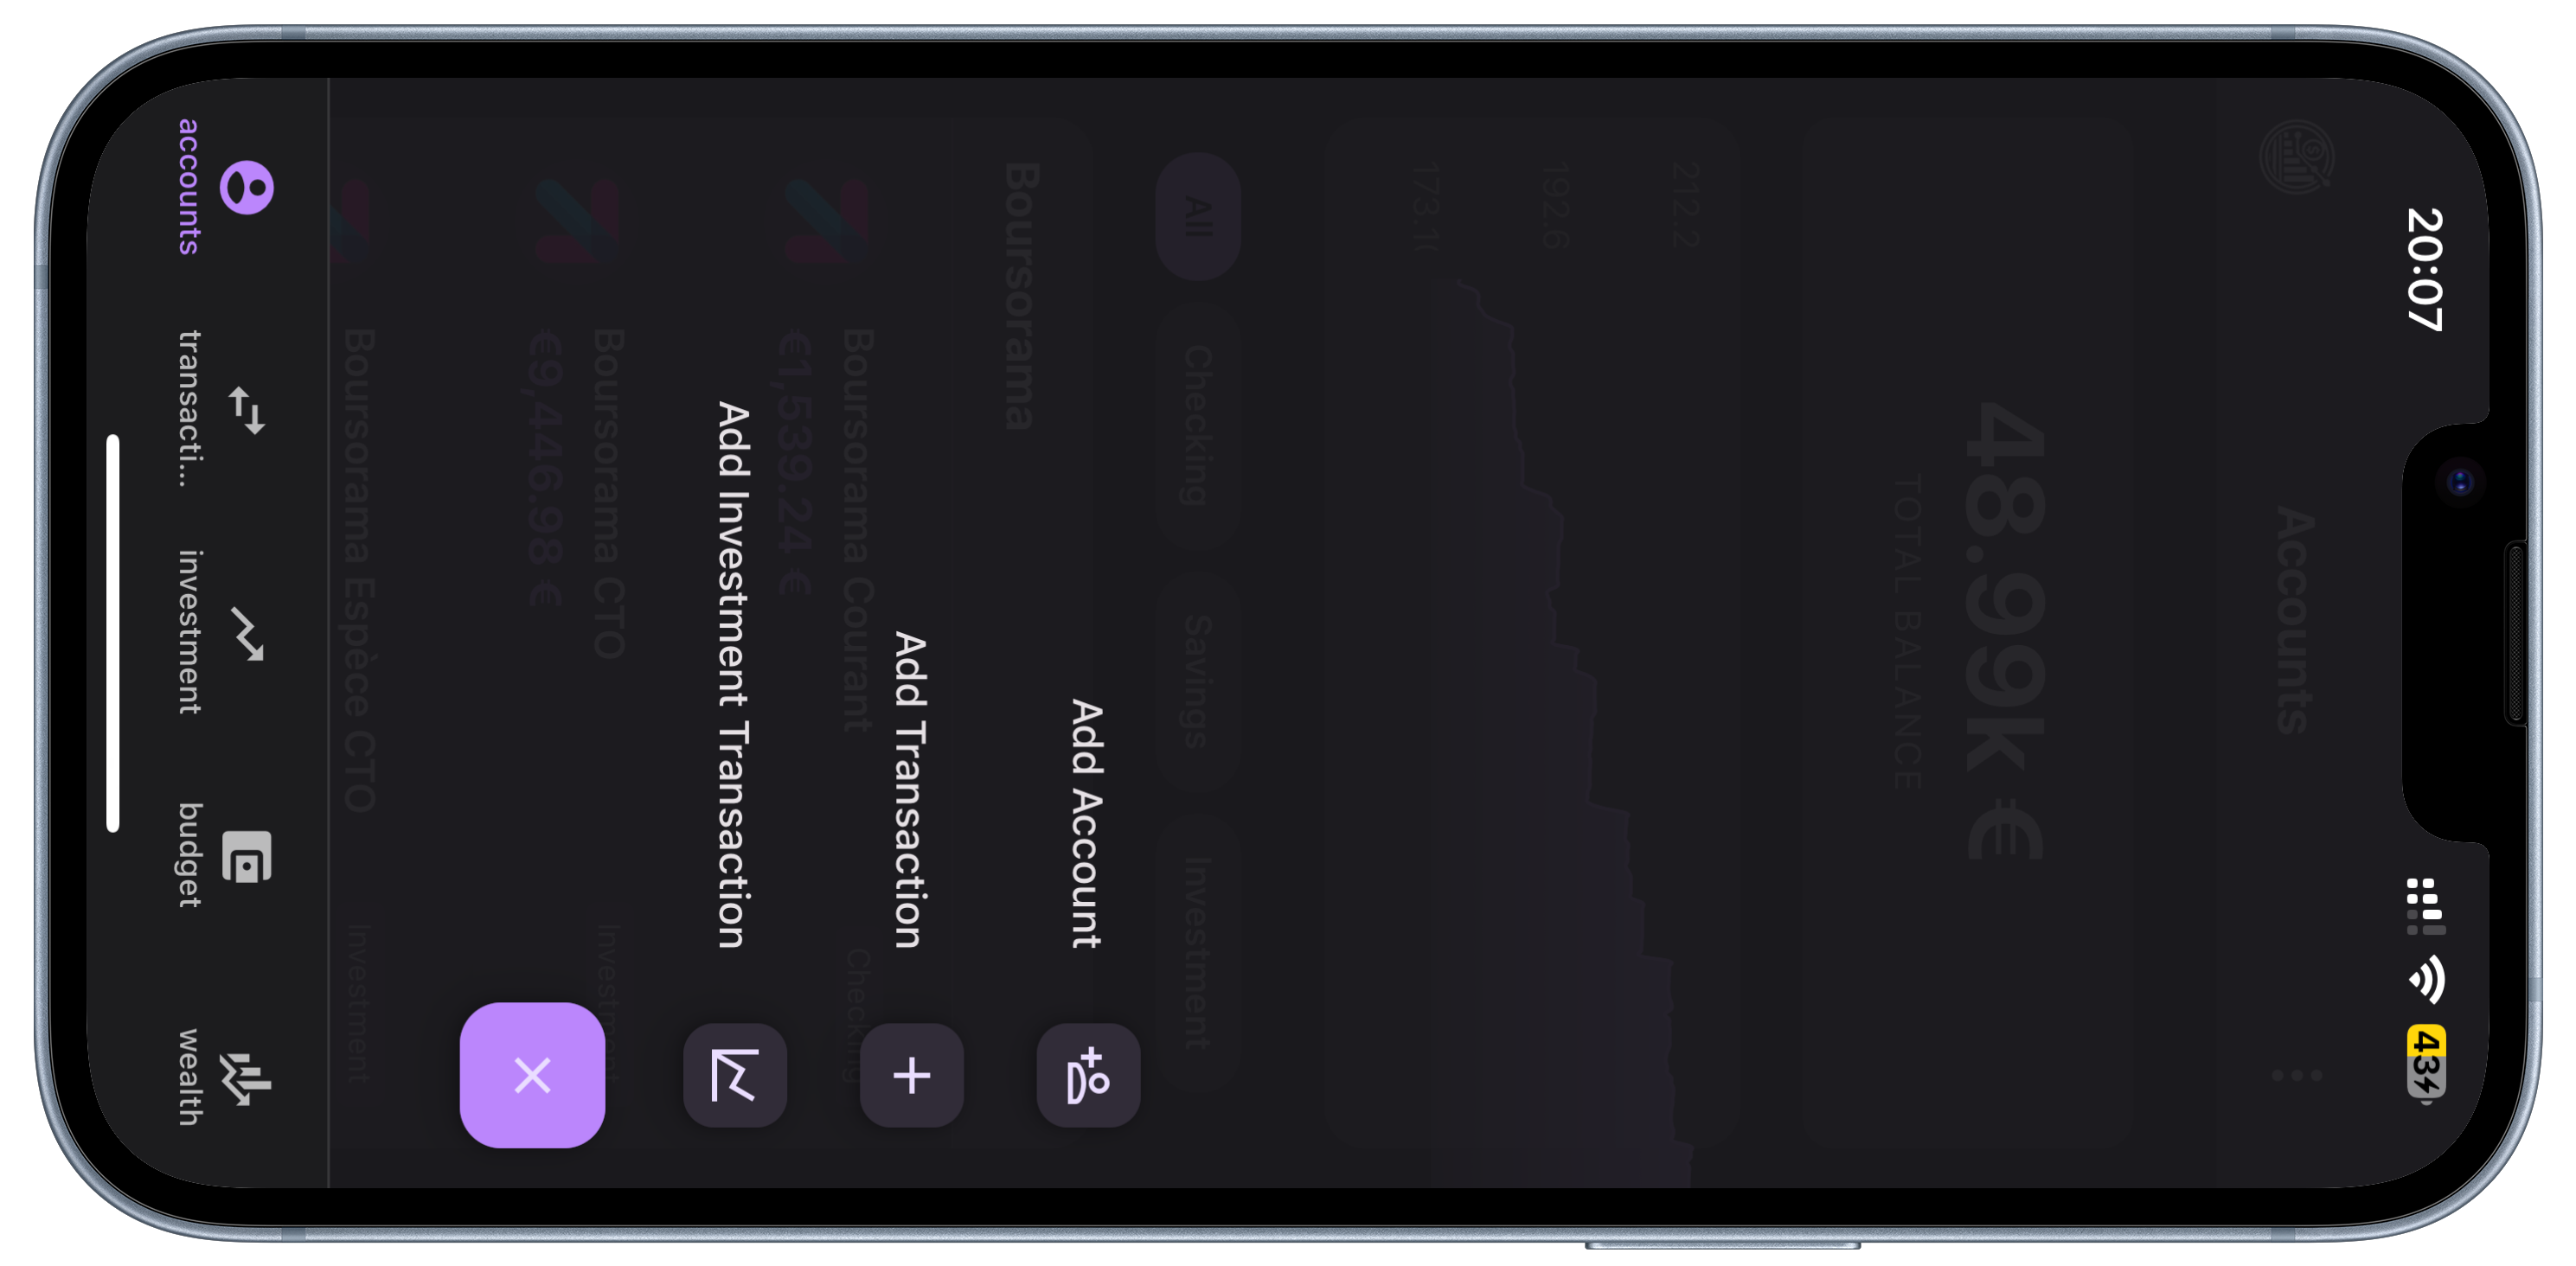 20:07
43
Accounts
48.99k €
TOTAL BALANCE
212.2
192.6
173.1(
All
Checking
Savings
Investment
Boursorama
Add Account
Boursorama Courant
Checking
€1,539.24 €
Add Transaction
Add Investment Transaction
Boursorama CTO
Investment
€9,446.98 €
Boursorama Espèce CTO
Investment
accounts
transacti...
investment
budget
wealth